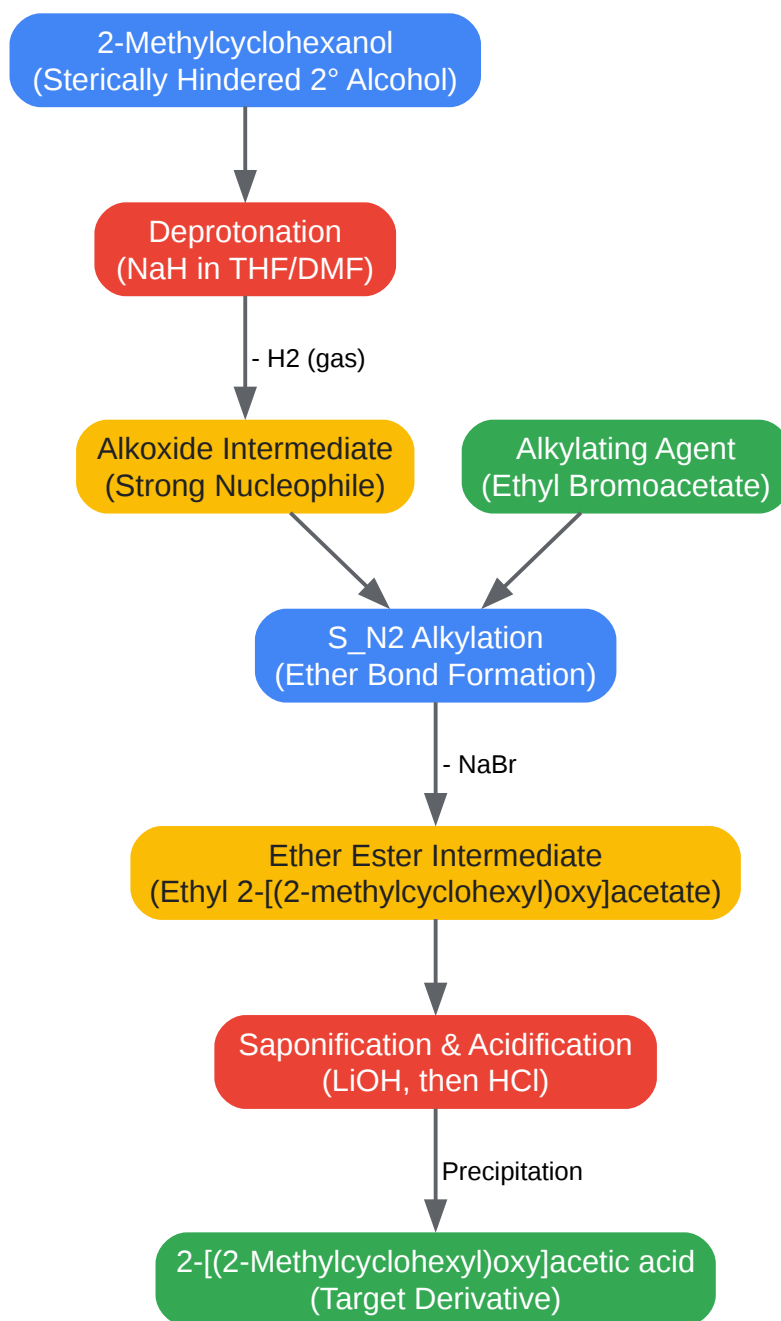 2-Methylcyclohexanol
(Sterically Hindered 2° Alcohol)
Deprotonation
(NaH in THF/DMF)
- H2 (gas)
Alkoxide Intermediate
(Strong Nucleophile)
Alkylating Agent
(Ethyl Bromoacetate)
S_N2 Alkylation
(Ether Bond Formation)
- NaBr
Ether Ester Intermediate
(Ethyl 2-[(2-methylcyclohexyl)oxy]acetate)
Saponification & Acidification
(LiOH, then HCl)
Precipitation
2-[(2-Methylcyclohexyl)oxy]acetic acid
(Target Derivative)